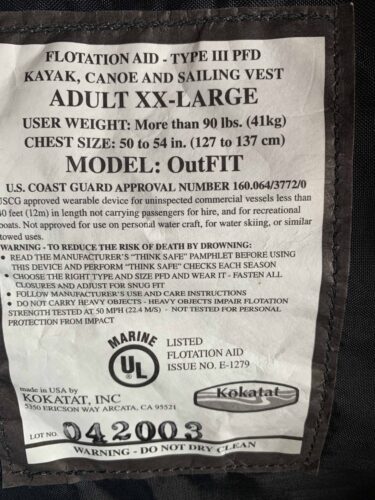 FLOTATION AID - TYPE III PFD
KAYAK, CANOE AND SAILING VEST
ADULT XX-LARGE
USER WEIGHT: More than 90 lbs. (41kg)
CHEST SIZE: 50 to 54 in. (127 to 137 cm)
MODEL: OutFIT
U.S. COAST GUARD APPROVAL NUMBER 160.064/3772/0
USCG approved wearable device for uninspected commercial vessels less than
40 feet (12m) in length not carrying passengers for hire, and for recreational
boats. Not approved for use on personal water craft, for water skiing, or similar
towed uses.
WARNING - TO REDUCE THE RISK OF DEATH BY DROWNING:
• READ THE MANUFACTURER'S "THINK SAFE" PAMPHLET BEFORE USING
THIS DEVICE AND PERFORM "THINK SAFE" CHECKS EACH SEASON
• CHOOSE THE RIGHT TYPE AND SIZE PFD AND WEAR IT - FASTEN ALL
CLOSURES AND ADJUST FOR SNUG FIT
• FOLLOW MANUFACTURER'S USE AND CARE INSTRUCTIONS
• DO NOT CARRY HEAVY OBJECTS - HEAVY OBJECTS IMPAIR FLOTATION
STRENGTH TESTED AT 50 MPH (22.4 M/S) - NOT TESTED FOR PERSONAL
PROTECTION FROM IMPACT
MARINE
UL
®
LISTED
FLOTATION AID
ISSUE NO. E-1279
made in USA by
KOKATAT, INC
5350 ERICSON WAY ARCATA, CA 95521
Kokatat
LOT NO. 042003
WARNING - DO NOT DRY CLEAN